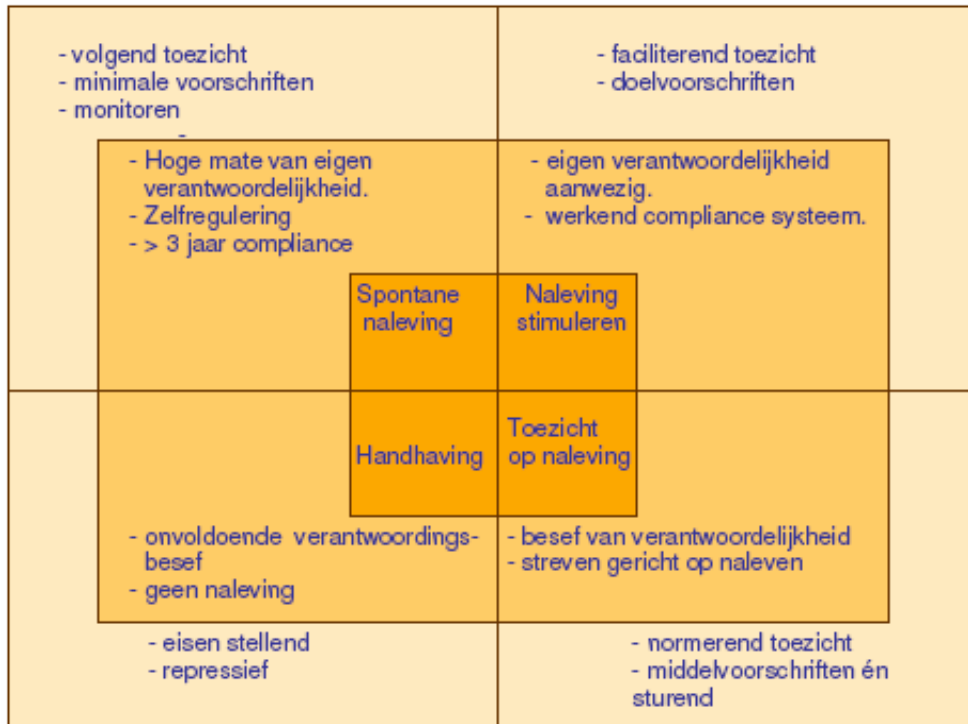 - volgend toezicht
- minimale voorschriften
- monitoren
-
- faciliterend toezicht
- doelvoorschriften
- Hoge mate van eigen
verantwoordelijkheid.
- Zelfregulering
- > 3 jaar compliance
- eigen verantwoordelijkheid
aanwezig.
- werkend compliance systeem.
Spontane
naleving
Naleving
stimuleren
Handhaving
Toezicht
op naleving
- onvoldoende verantwoordings-
besef
- geen naleving
- besef van verantwoordelijkheid
- streven gericht op naleven
- eisen stellend
- repressief
- normerend toezicht
- middelvoorschriften én
sturend